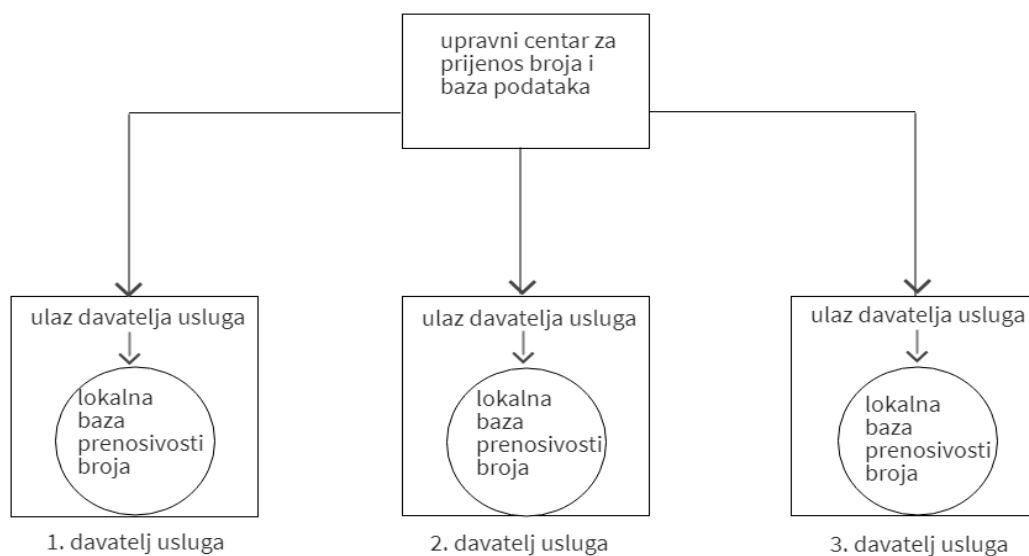 upravni centar za
prijenos broja i
baza podataka
ulaz davatelja usluga
lokalna
baza
prenosivosti
broja
1. davatelj usluga
ulaz davatelja usluga
lokalna
baza
prenosivosti
broja
2. davatelj usluga
ulaz davatelja usluga
lokalna
baza
prenosivosti
broja
3. davatelj usluga